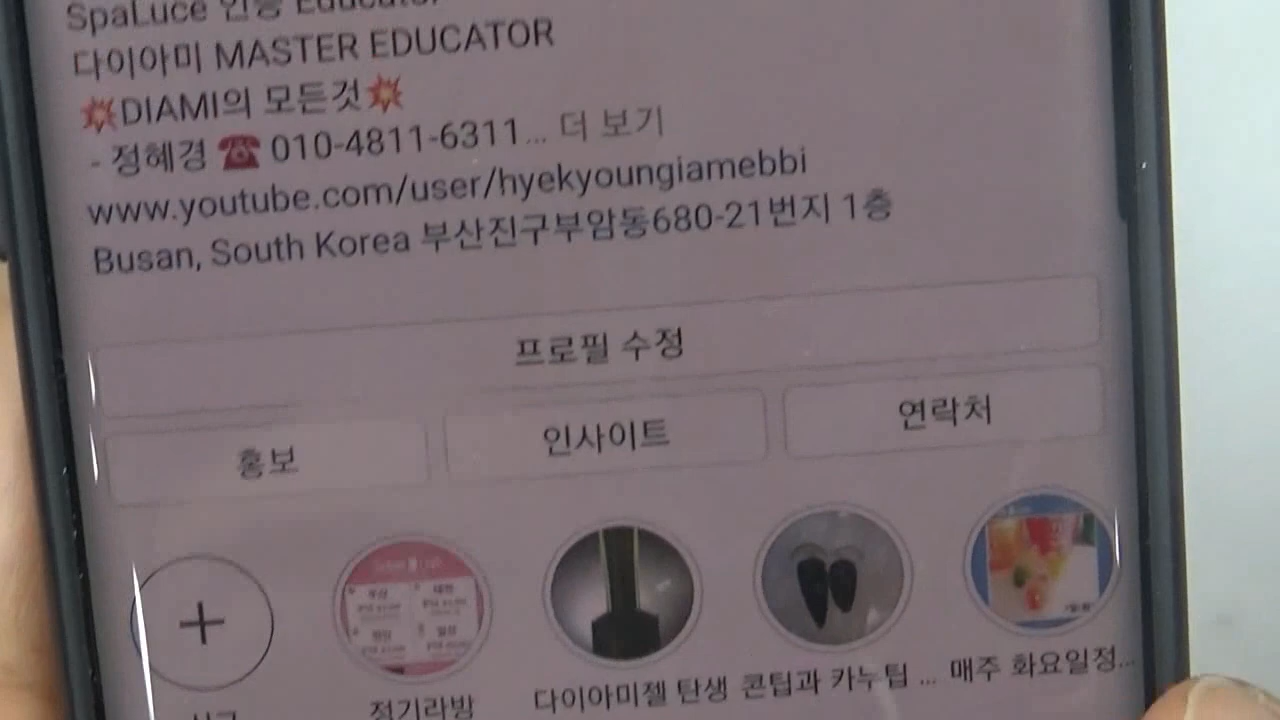 SpaLuce 인증 Educator
다이아미 MASTER EDUCATOR
💥DIAMI의 모든것💥
- 정혜경 ☎ 010-4811-6311... 더 보기
www.youtube.com/user/hyekyoungiamebbi
Busan, South Korea 부산진구부암동680-21번지 1층
프로필 수정
홍보
인사이트
연락처
정기라방
다이아미젤 탄생
콘팁과 카누팁 ...
매주 화요일정...